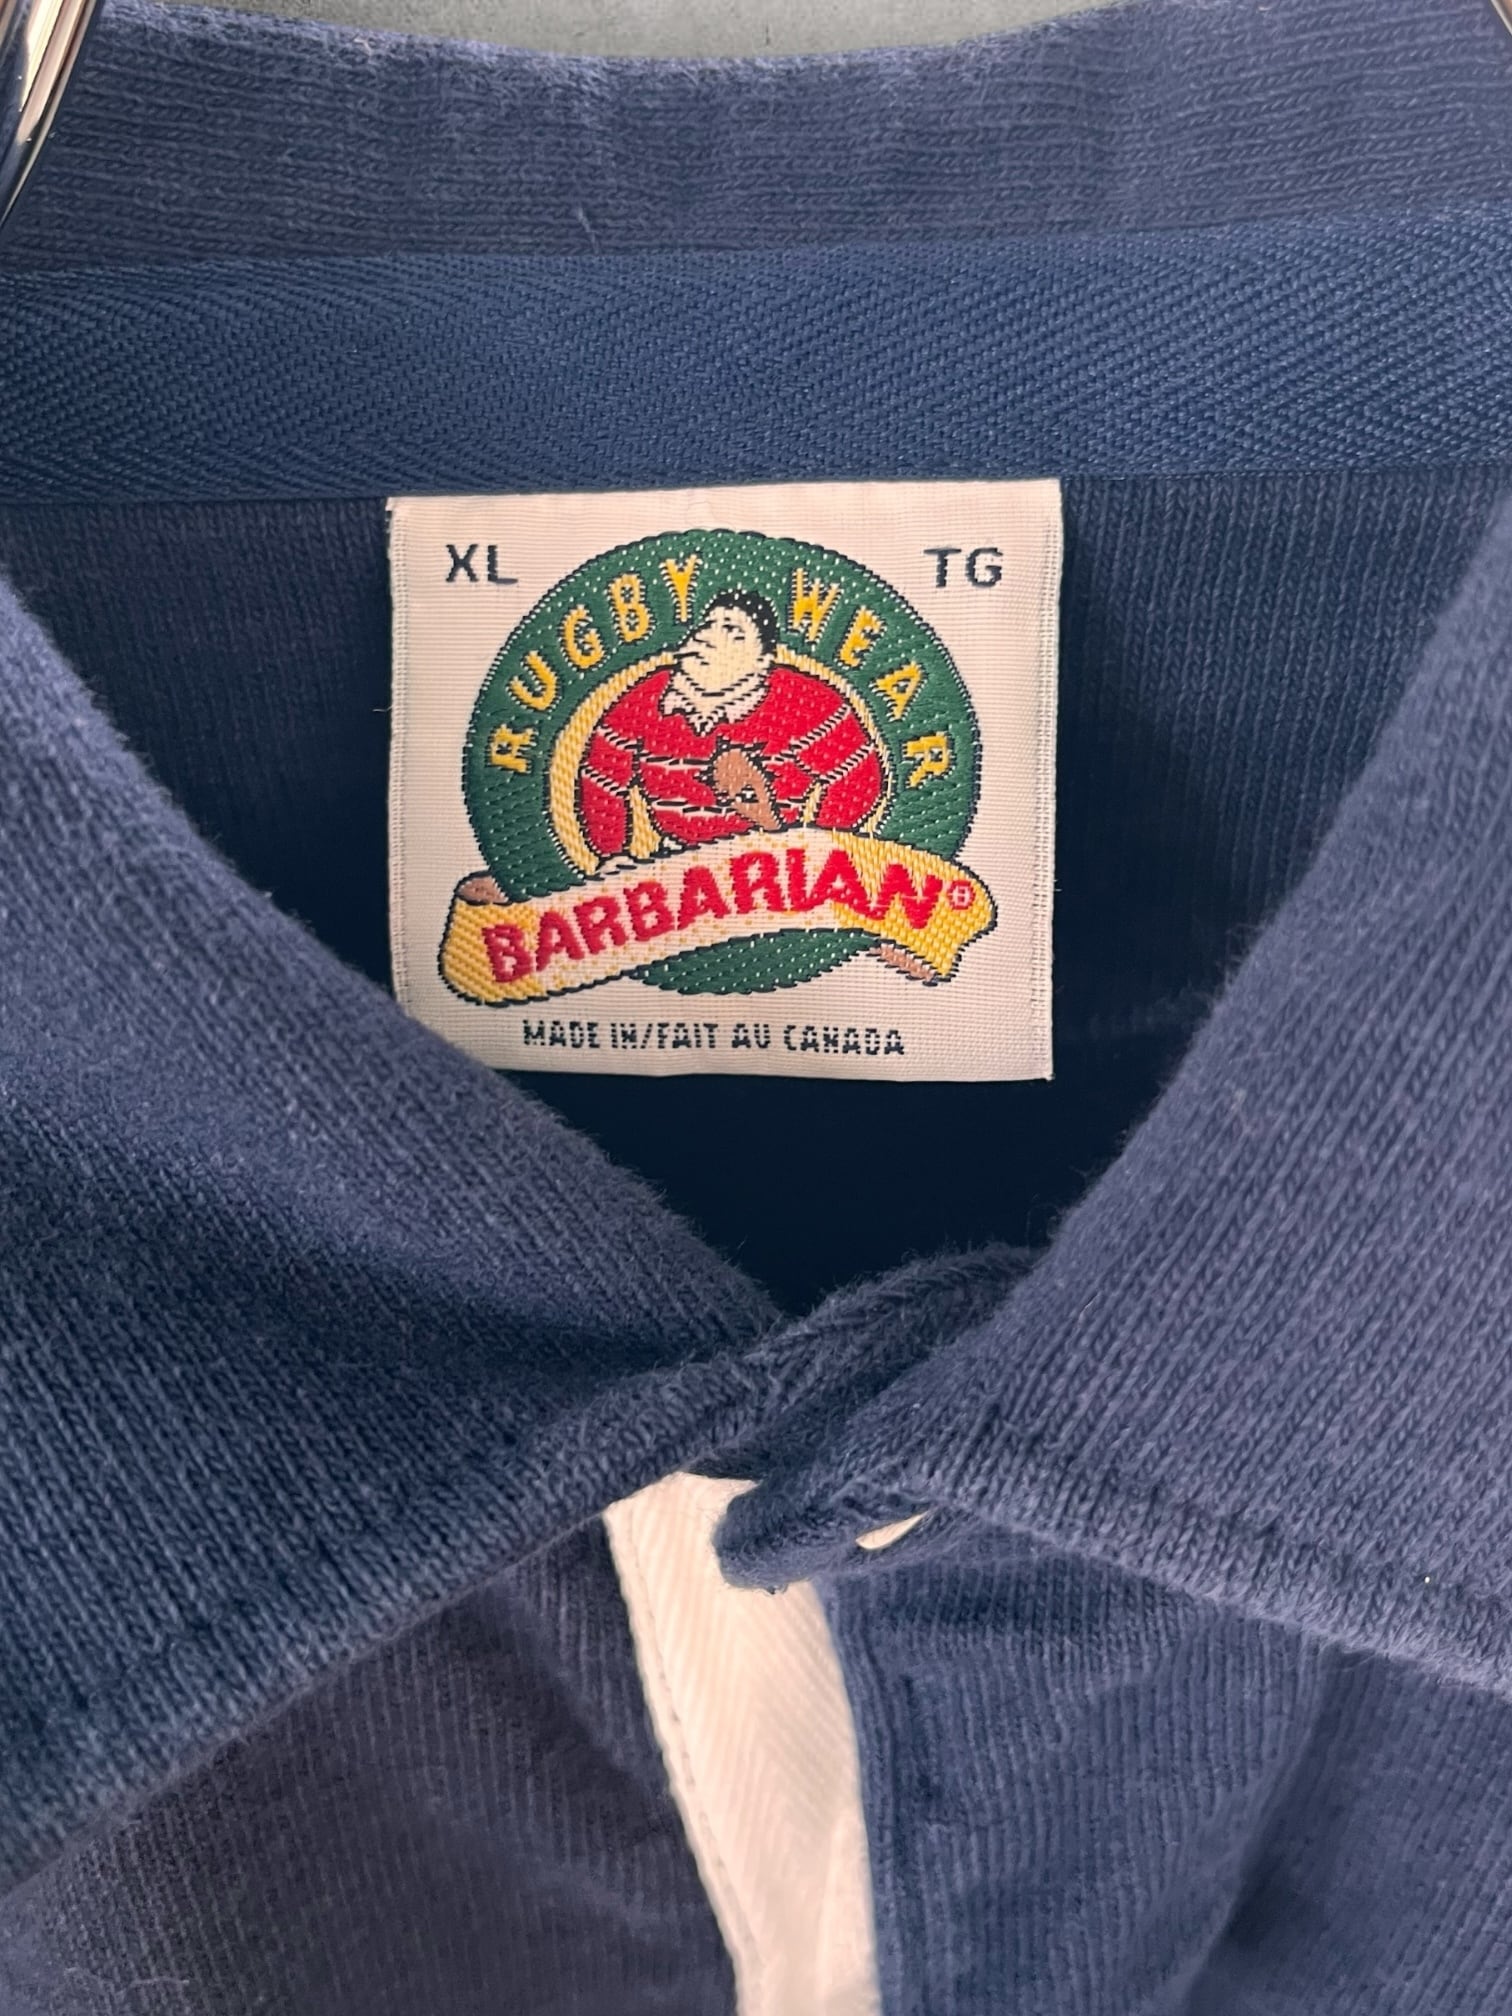 XL TG
RUGBY WEAR
BARBARIAN®
MADE IN/FAIT AU CANADA